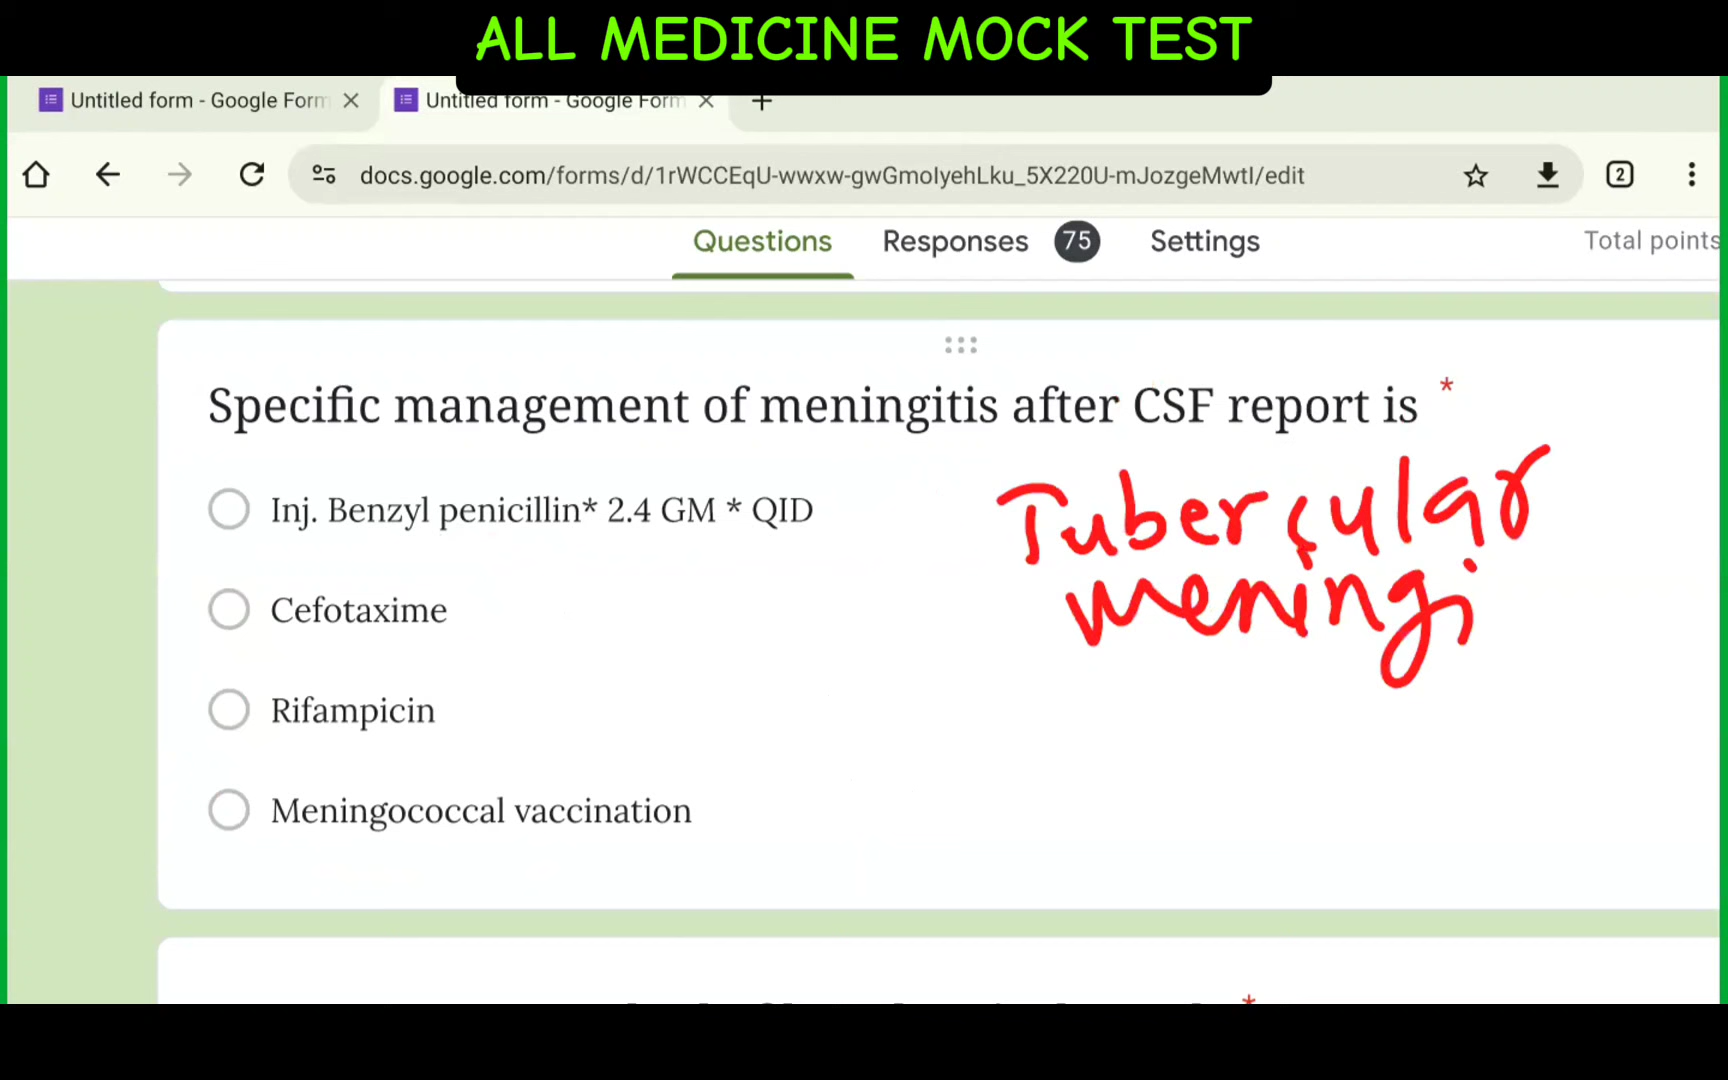 ALL MEDICINE MOCK TEST
Untitled form - Google Form
Untitled form - Google Form
docs.google.com/forms/d/1rWCCEqU-wwxw-gwGmoIyehLku_5X220U-mJozgeMwtI/edit
2
Questions Responses 75 Settings Total points
Specific management of meningitis after CSF report is *
Inj. Benzyl penicillin* 2.4 GM * QID
Cefotaxime
Rifampicin
Meningococcal vaccination
Tubercular
meningi
*